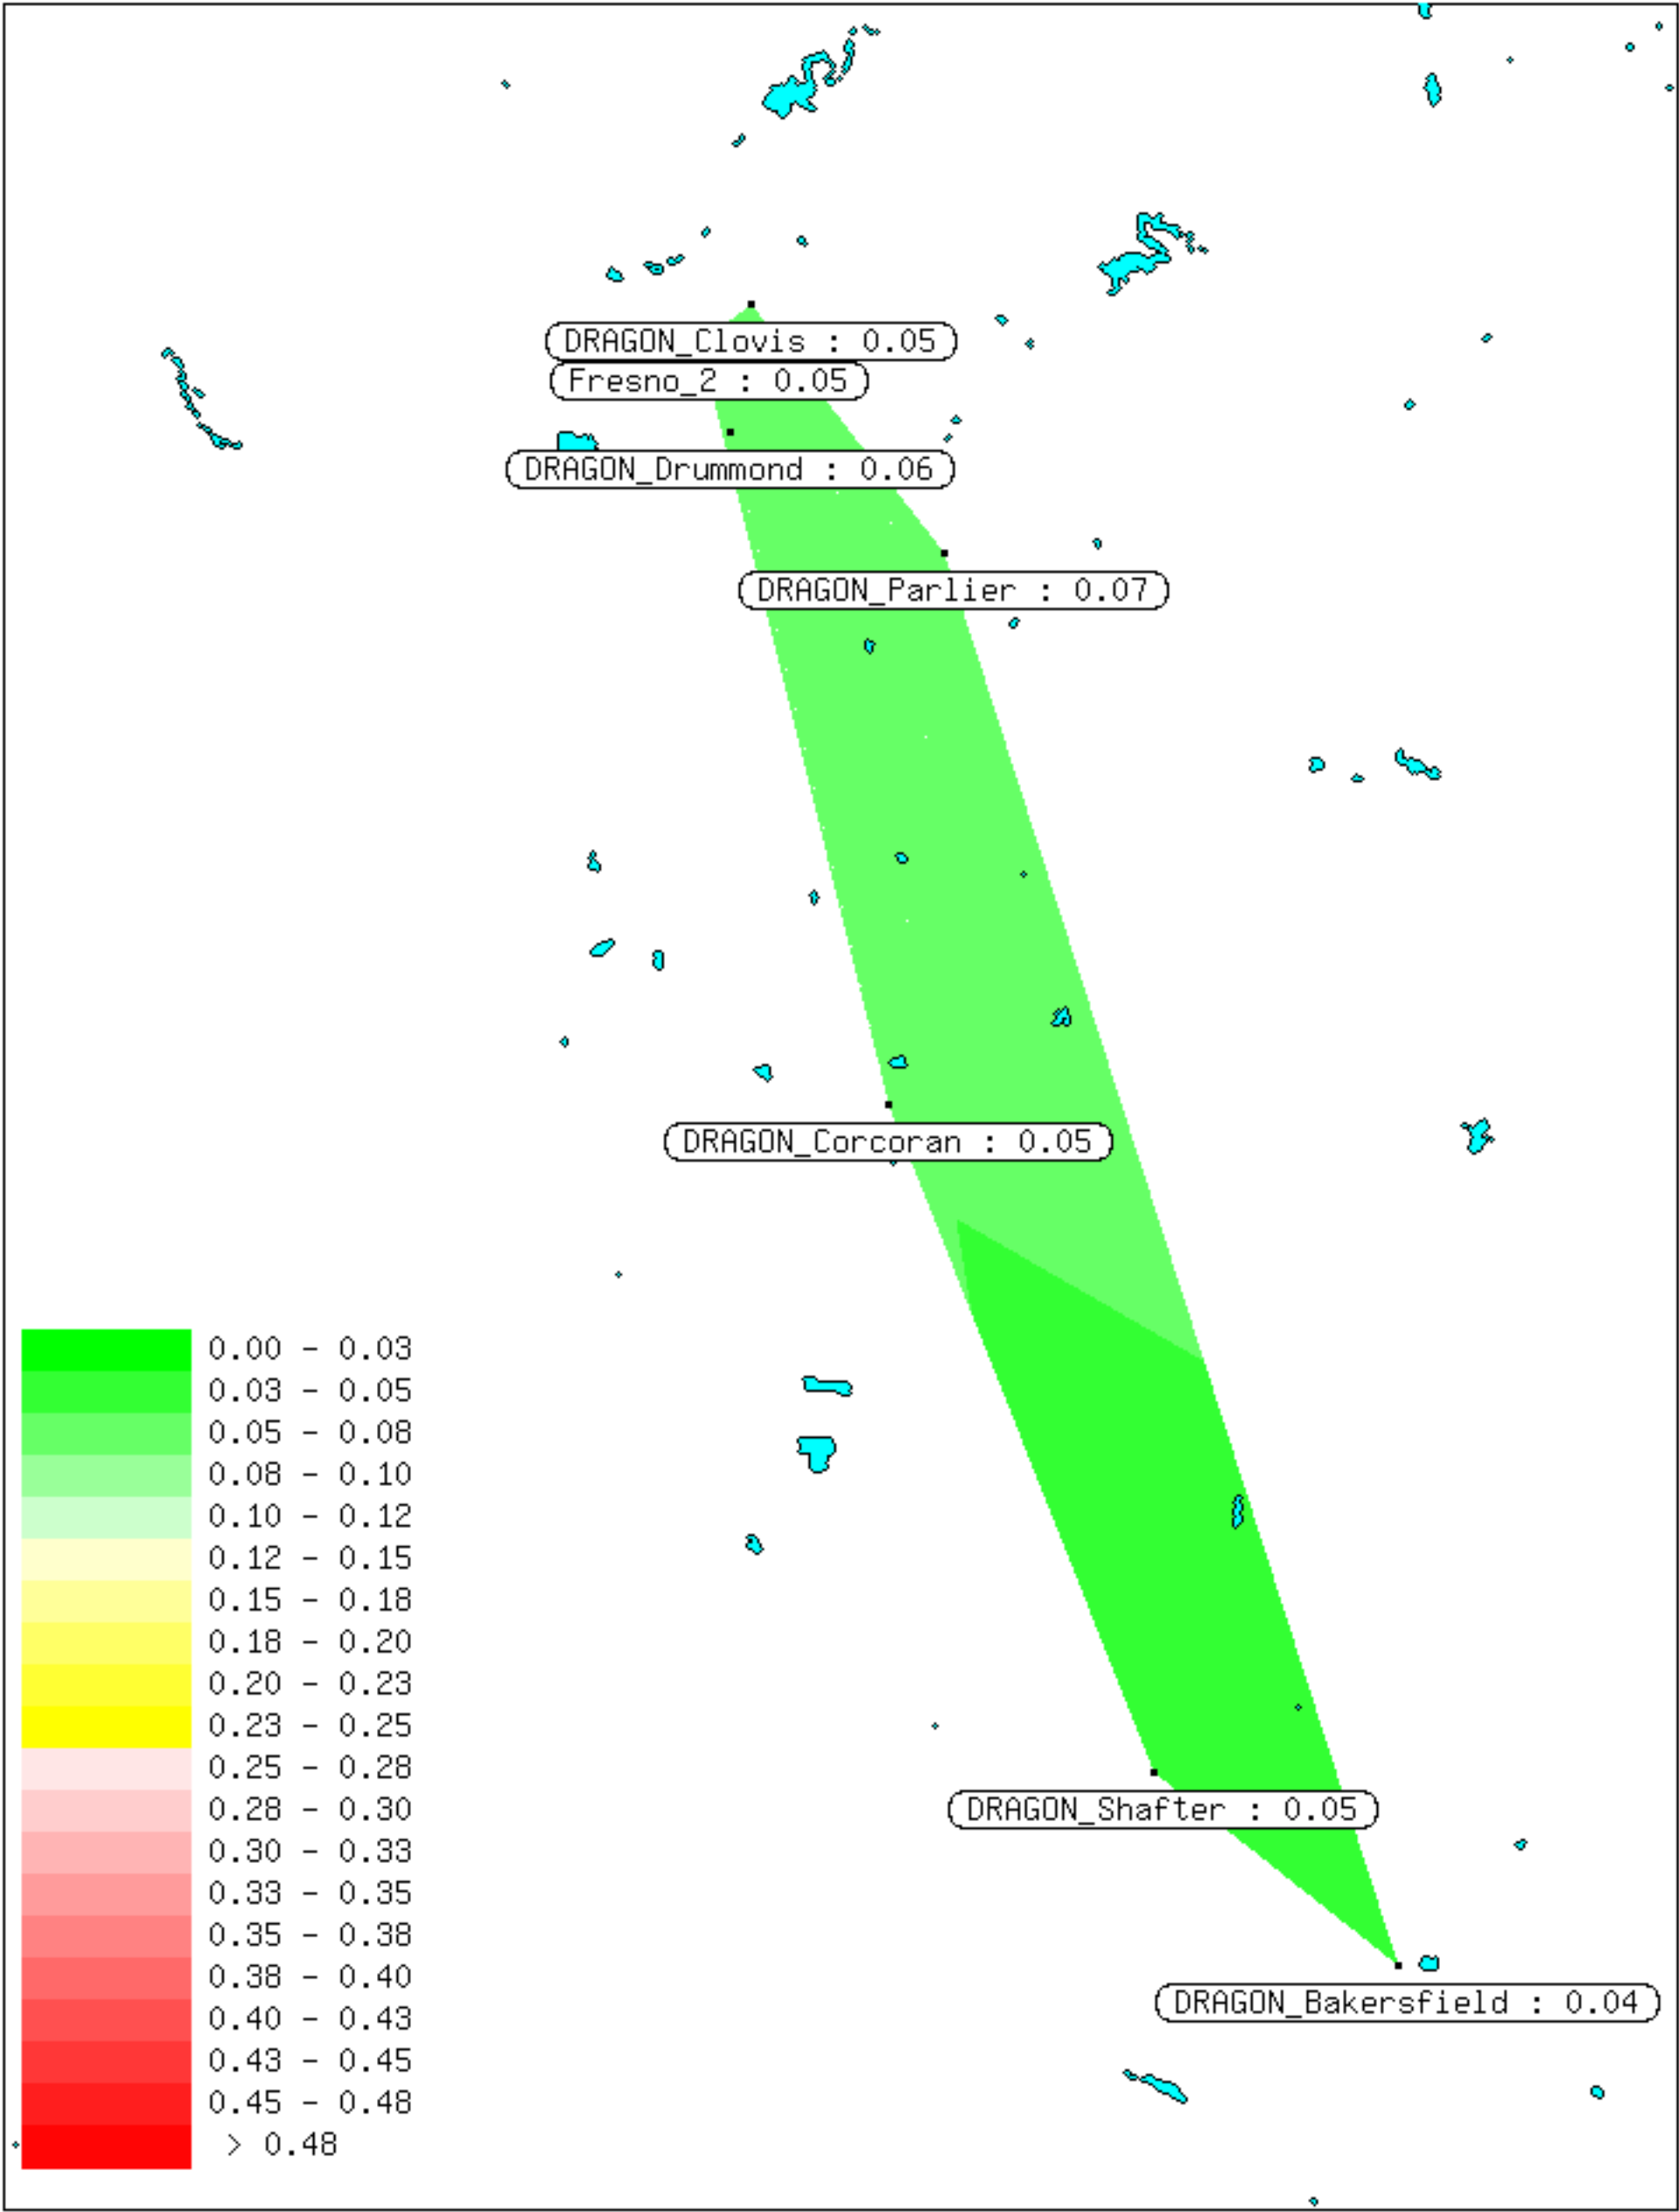 DRAGON_Clovis : 0.05
Fresno_2 : 0.05
DRAGON_Drummond : 0.06
DRAGON_Parlier : 0.07
DRAGON_Corcoran : 0.05
0.00 - 0.03
0.03 - 0.05
0.05 - 0.08
0.08 - 0.10
0.10 - 0.12
0.12 - 0.15
0.15 - 0.18
0.18 - 0.20
0.20 - 0.23
0.23 - 0.25
0.25 - 0.28
0.28 - 0.30
0.30 - 0.33
0.33 - 0.35
0.35 - 0.38
0.38 - 0.40
0.40 - 0.43
0.43 - 0.45
0.45 - 0.48
> 0.48
DRAGON_Shafter : 0.05
DRAGON_Bakersfield : 0.04